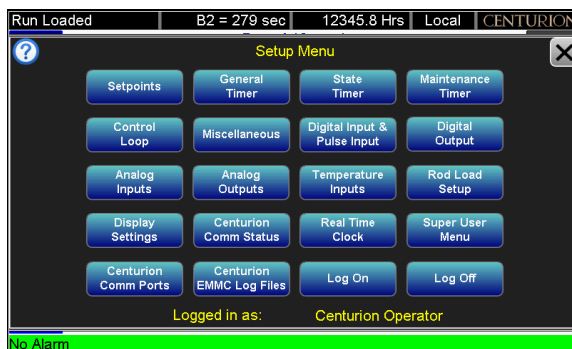 Run Loaded B2 = 279 sec 12345.8 Hrs Local CENTURION
Setup Menu
Setpoints
General
Timer
State
Timer
Maintenance
Timer
Control
Loop
Miscellaneous
Digital Input &
Pulse Input
Digital
Output
Analog
Inputs
Analog
Outputs
Temperature
Inputs
Rod Load
Setup
Display
Settings
Centurion
Comm Status
Real Time
Clock
Super User
Menu
Centurion
Comm Ports
Centurion
EMMC Log Files
Log On
Log Off
Logged in as: Centurion Operator
No Alarm